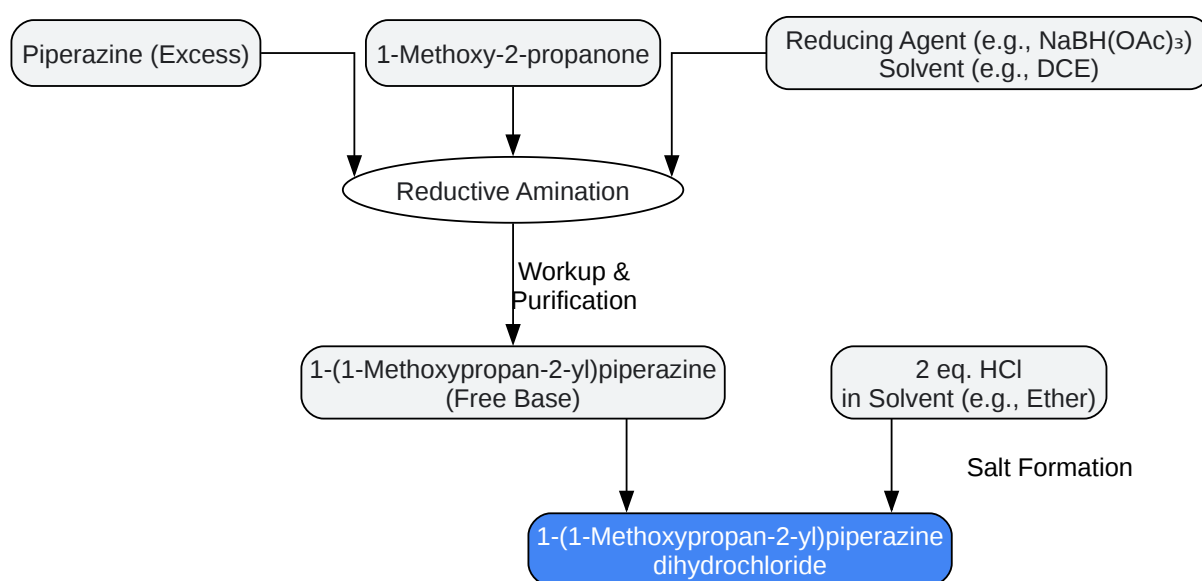 Piperazine (Excess)
1-Methoxy-2-propanone
Reducing Agent (e.g., NaBH(OAc)₃)
Solvent (e.g., DCE)
Reductive Amination
Workup &
Purification
1-(1-Methoxypropan-2-yl)piperazine
(Free Base)
2 eq. HCl
in Solvent (e.g., Ether)
Salt Formation
1-(1-Methoxypropan-2-yl)piperazine
dihydrochloride